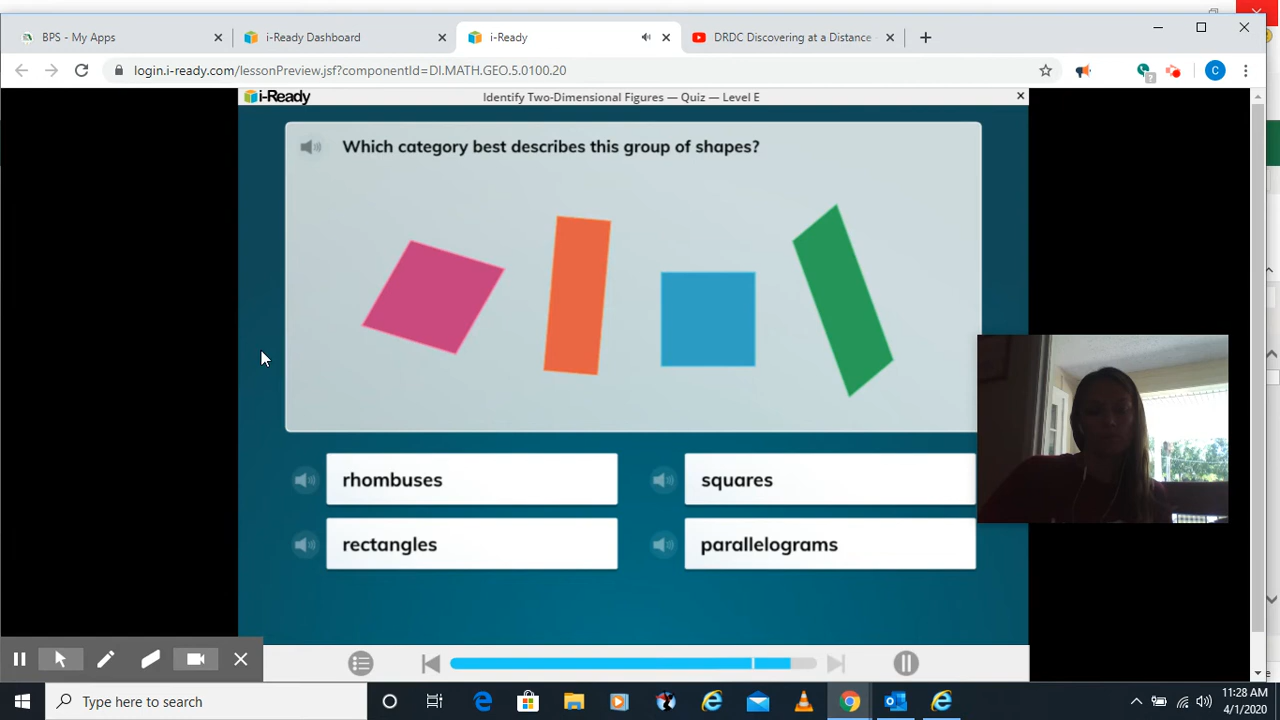 BPS - My Apps
i-Ready Dashboard
i-Ready
DRDC Discovering at a Distance
login.i-ready.com/lessonPreview.jsf?componentId=DI.MATH.GEO.5.0100.20
C
i-Ready
Identify Two-Dimensional Figures — Quiz — Level E
Which category best describes this group of shapes?
rhombuses
squares
rectangles
parallelograms
Type here to search
11:28 AM
4/1/2020